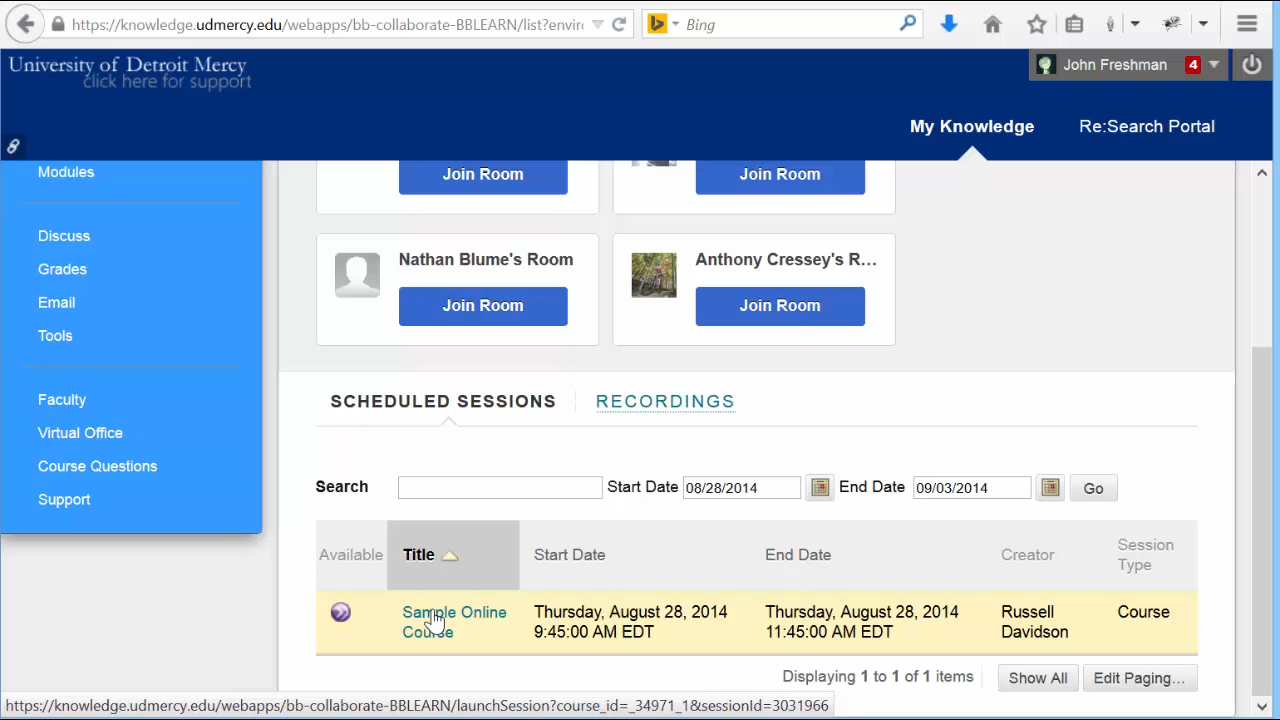 https://knowledge.udmercy.edu/webapps/bb-collaborate-BBLEARN/list?envir
Bing
University of Detroit Mercy
click here for support
John Freshman 4
My Knowledge Re:Search Portal
Modules
Discuss
Grades
Email
Tools
Faculty
Virtual Office
Course Questions
Support
Join Room Join Room
Nathan Blume's Room Anthony Cressey's R...
Join Room Join Room
SCHEDULED SESSIONS RECORDINGS
Search Start Date 08/28/2014 End Date 09/03/2014 Go
Available Title Start Date End Date Creator Session
Type
Sample Online Thursday, August 28, 2014 Thursday, August 28, 2014 Russell Course
Course 9:45:00 AM EDT 11:45:00 AM EDT Davidson
Displaying 1 to 1 of 1 items Show All Edit Paging...
https://knowledge.udmercy.edu/webapps/bb-collaborate-BBLEARN/launchSession?course_id=_34971_1&sessionId=3031966